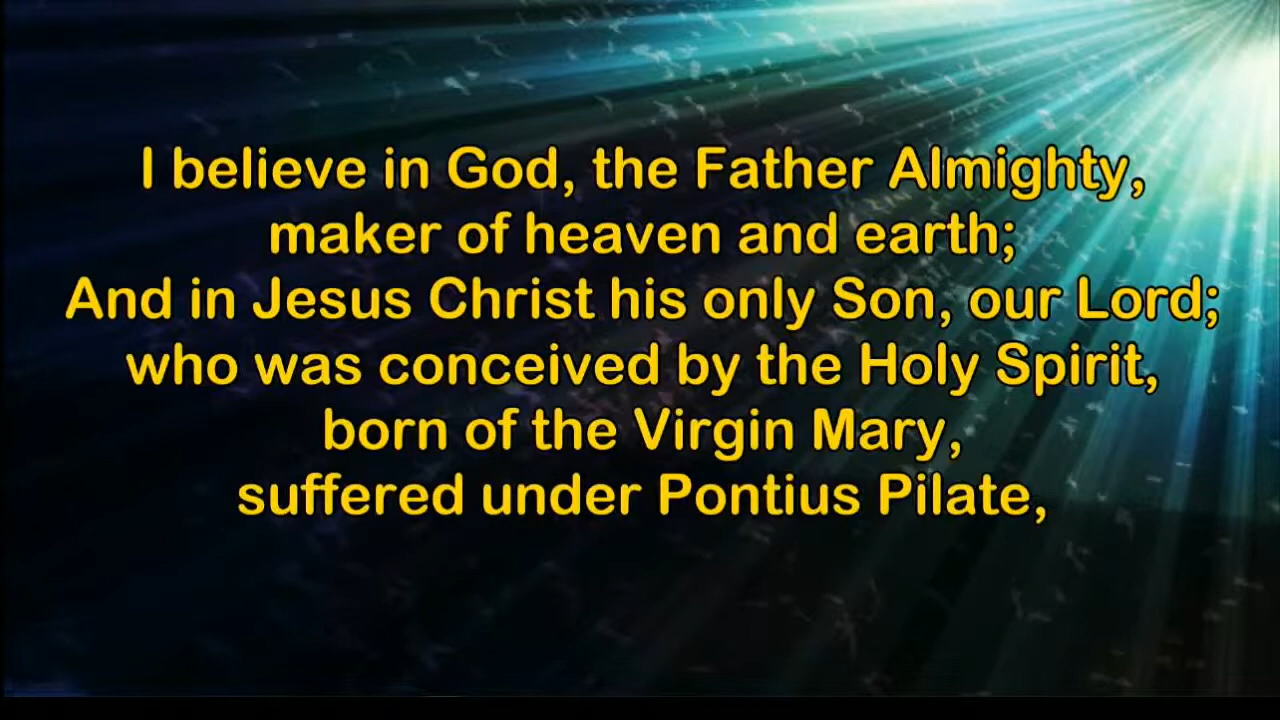 I believe in God, the Father Almighty,
maker of heaven and earth;
And in Jesus Christ his only Son, our Lord;
who was conceived by the Holy Spirit,
born of the Virgin Mary,
suffered under Pontius Pilate,